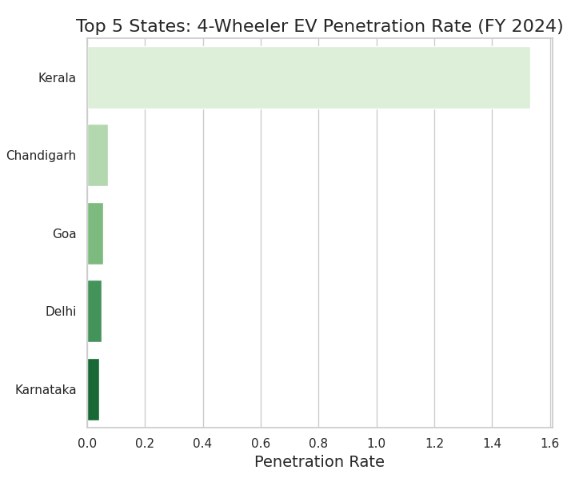 Top 5 States: 4-Wheeler EV Penetration Rate (FY 2024)
Kerala
Chandigarh
Goa
Delhi
Karnataka
0.0 0.2 0.4 0.6 0.8 1.0 1.2 1.4 1.6
Penetration Rate